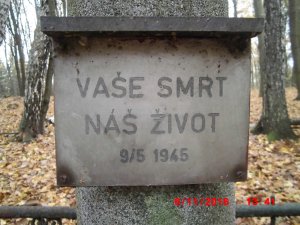 VAŠE SMRT
NÁŠ ŽIVOT
9/5 1945